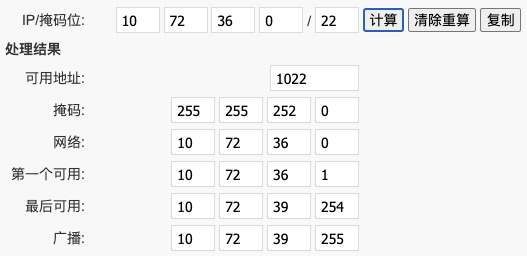 IP/掩码位: 10 72 36 0 / 22 计算 清除重算 复制
处理结果
可用地址: 1022
掩码: 255 255 252 0
网络: 10 72 36 0
第一个可用: 10 72 36 1
最后可用: 10 72 39 254
广播: 10 72 39 255